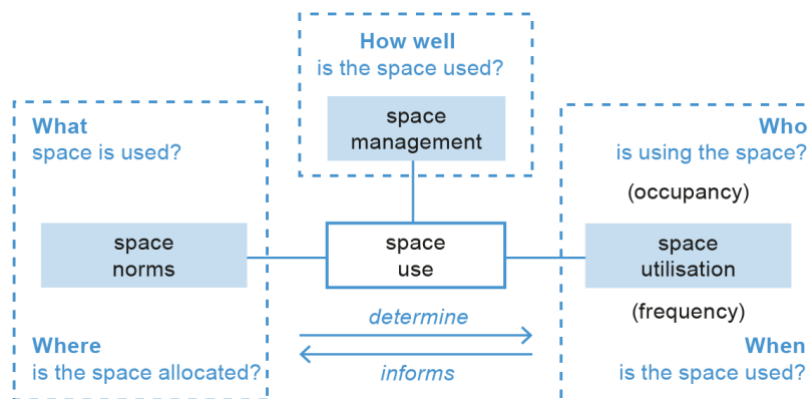 How well
is the space used?
space
management
What
space is used?
Who
is using the space?
(occupancy)
space
norms
space
use
space
utilisation
determine
(frequency)
Where
is the space allocated?
informs
When
is the space used?